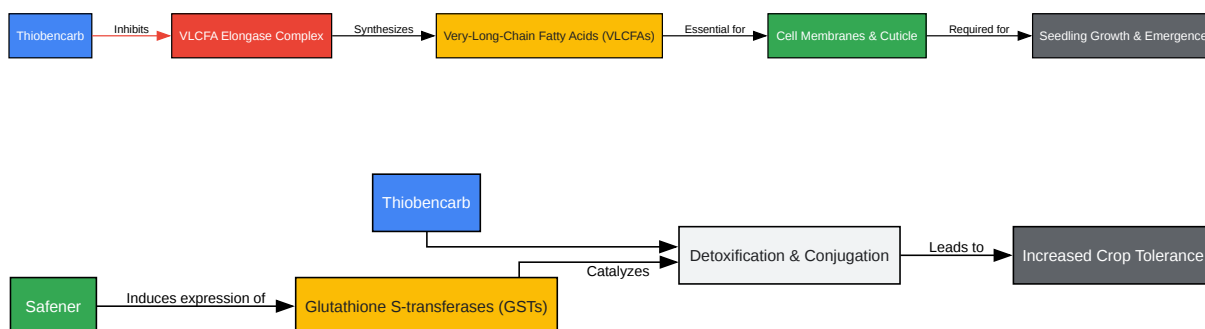 Thiobencarb
Inhibits
VLCFA Elongase Complex
Synthesizes
Very-Long-Chain Fatty Acids (VLCFAs)
Essential for
Cell Membranes & Cuticle
Required for
Seedling Growth & Emergence
Thiobencarb
Detoxification & Conjugation
Leads to
Increased Crop Tolerance
Catalyzes
Safener
Induces expression of
Glutathione S-transferases (GSTs)